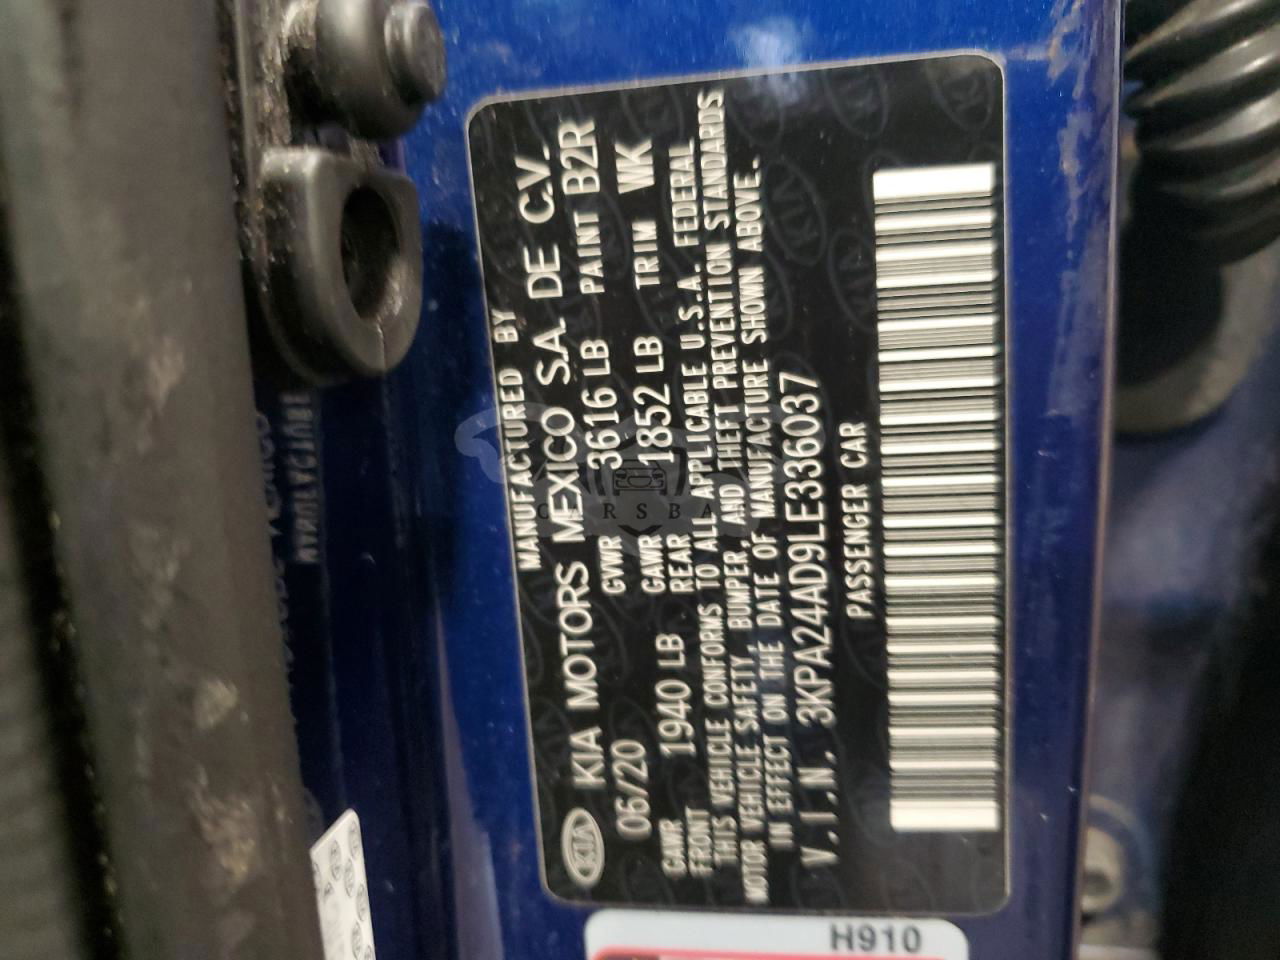 MANUFACTURED BY
KIA KIA MOTORS MEXICO S.A. DE C.V.
06/20 GVWR 3616 LB PAINT B2R
GAWR FRONT 1940 LB GAWR REAR 1852 LB TRIM WK
THIS VEHICLE CONFORMS TO ALL APPLICABLE U.S.A. FEDERAL
MOTOR VEHICLE SAFETY, BUMPER, AND THEFT PREVENTION STANDARDS
IN EFFECT ON THE DATE OF MANUFACTURE SHOWN ABOVE.
V.I.N. 3KPA24AD9LE336037
PASSENGER CAR
H910